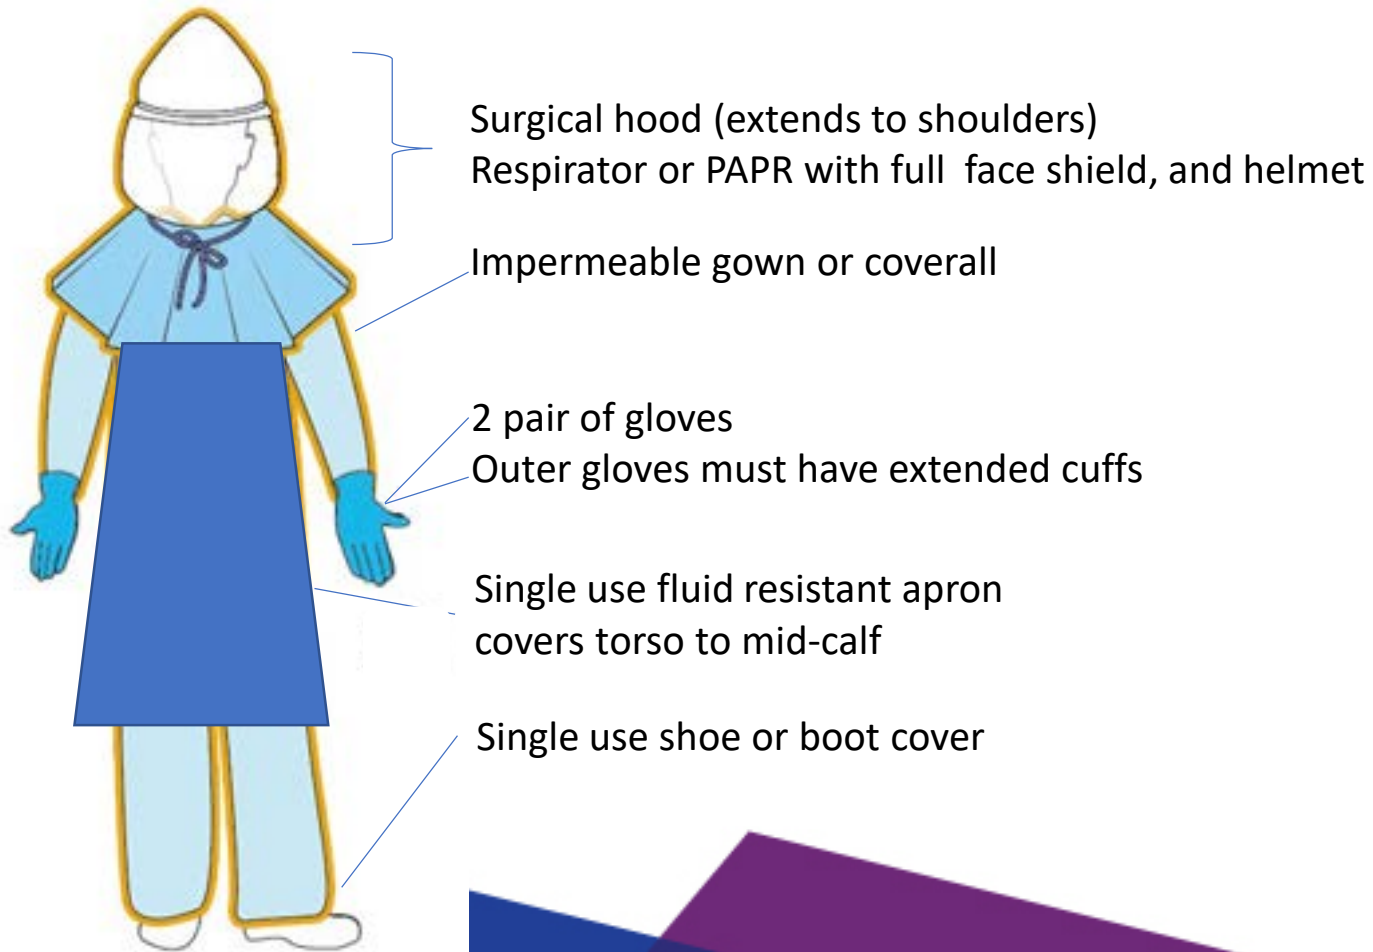 Surgical hood (extends to shoulders)
Respirator or PAPR with full  face shield, and helmet
Impermeable gown or coverall
2 pair of gloves
Outer gloves must have extended cuffs
Single use fluid resistant apron
covers torso to mid-calf
Single use shoe or boot cover